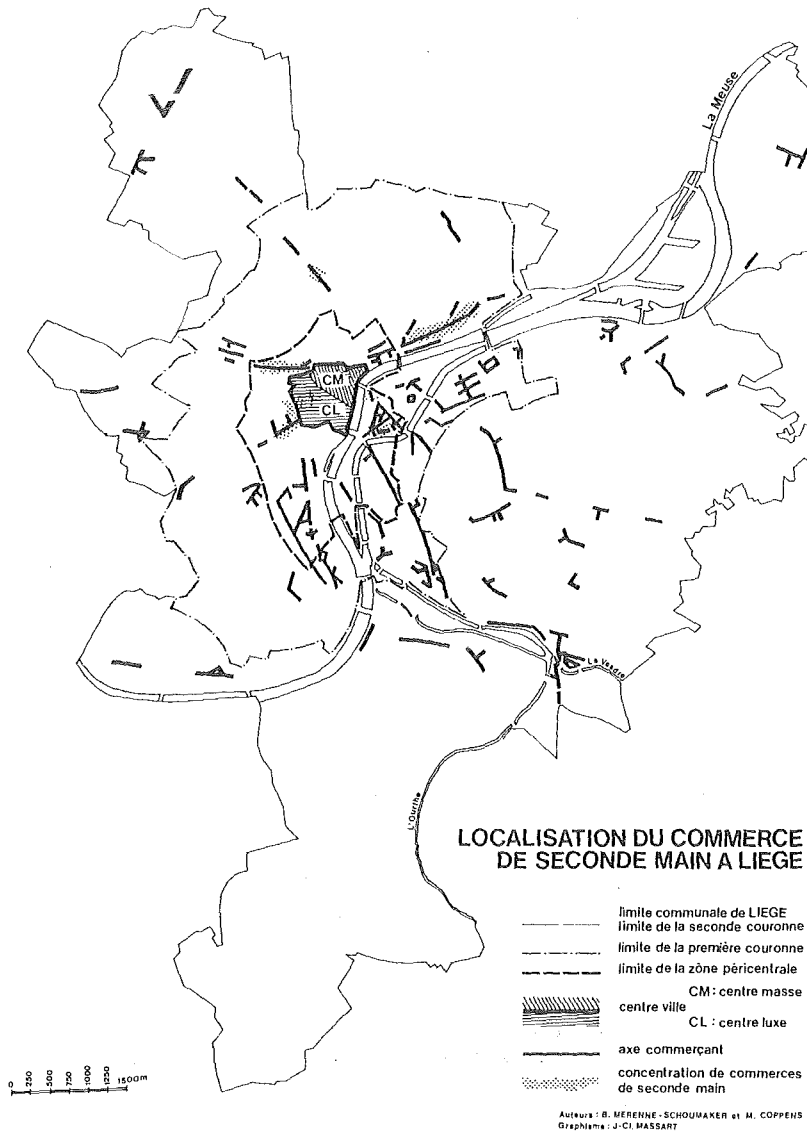 La Meuse
CM
CL
La Vesdre
L'Ourthe
LOCALISATION DU COMMERCE
DE SECONDE MAIN A LIEGE
limite communale de LIEGE
limite de la seconde couronne
limite de la première couronne
limite de la zône péricentrale
CM : centre masse
centre ville
CL : centre luxe
axe commerçant
concentration de commerces
de seconde main
0 250 500 750 1000 1500m
Auteurs : B. MERENNE-SCHOUMAKER et M. COPPENS
Graphisme : J-Cl. MASSART